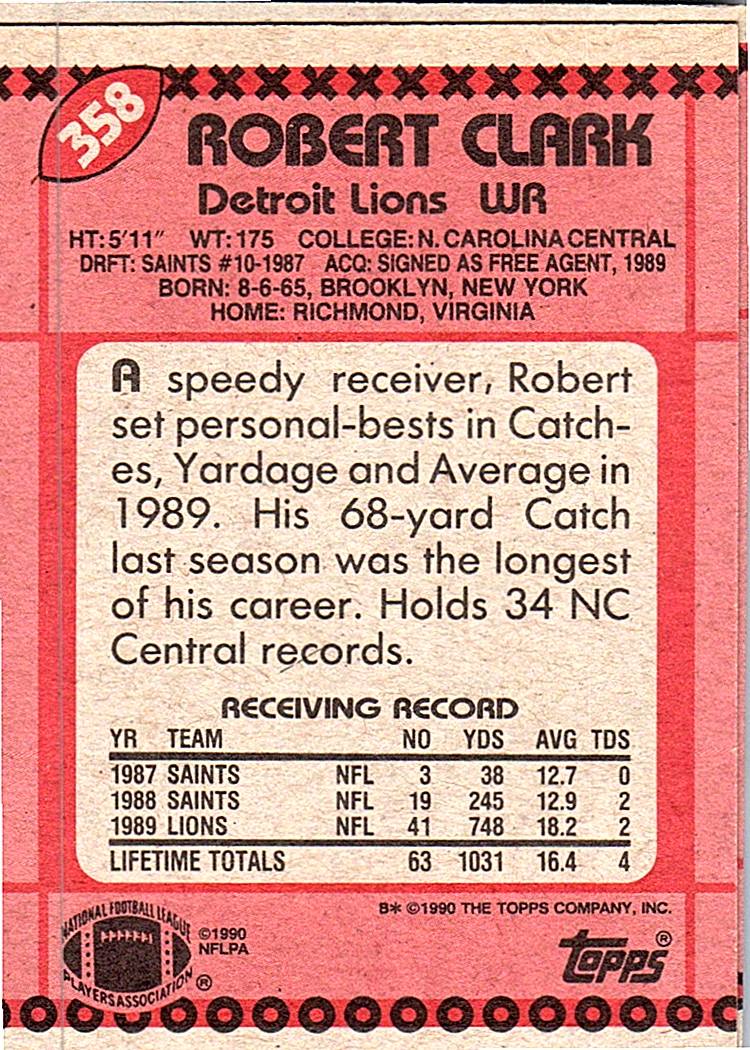 358
ROBERT CLARK
Detroit Lions WR
HT: 5'11" WT: 175 COLLEGE: N. CAROLINA CENTRAL
DRFT: SAINTS #10-1987 ACQ: SIGNED AS FREE AGENT, 1989
BORN: 8-6-65, BROOKLYN, NEW YORK
HOME: RICHMOND, VIRGINIA
A speedy receiver, Robert
set personal-bests in Catch-
es, Yardage and Average in
1989. His 68-yard Catch
last season was the longest
of his career. Holds 34 NC
Central records.
RECEIVING RECORD
YR TEAM NO YDS AVG TDS
1987 SAINTS NFL 3 38 12.7 0
1988 SAINTS NFL 19 245 12.9 2
1989 LIONS NFL 41 748 18.2 2
LIFETIME TOTALS 63 1031 16.4 4
B* ©1990 THE TOPPS COMPANY, INC.
NATIONAL FOOTBALL LEAGUE
PLAYERS ASSOCIATION ®
©1990
NFLPA
topps ®